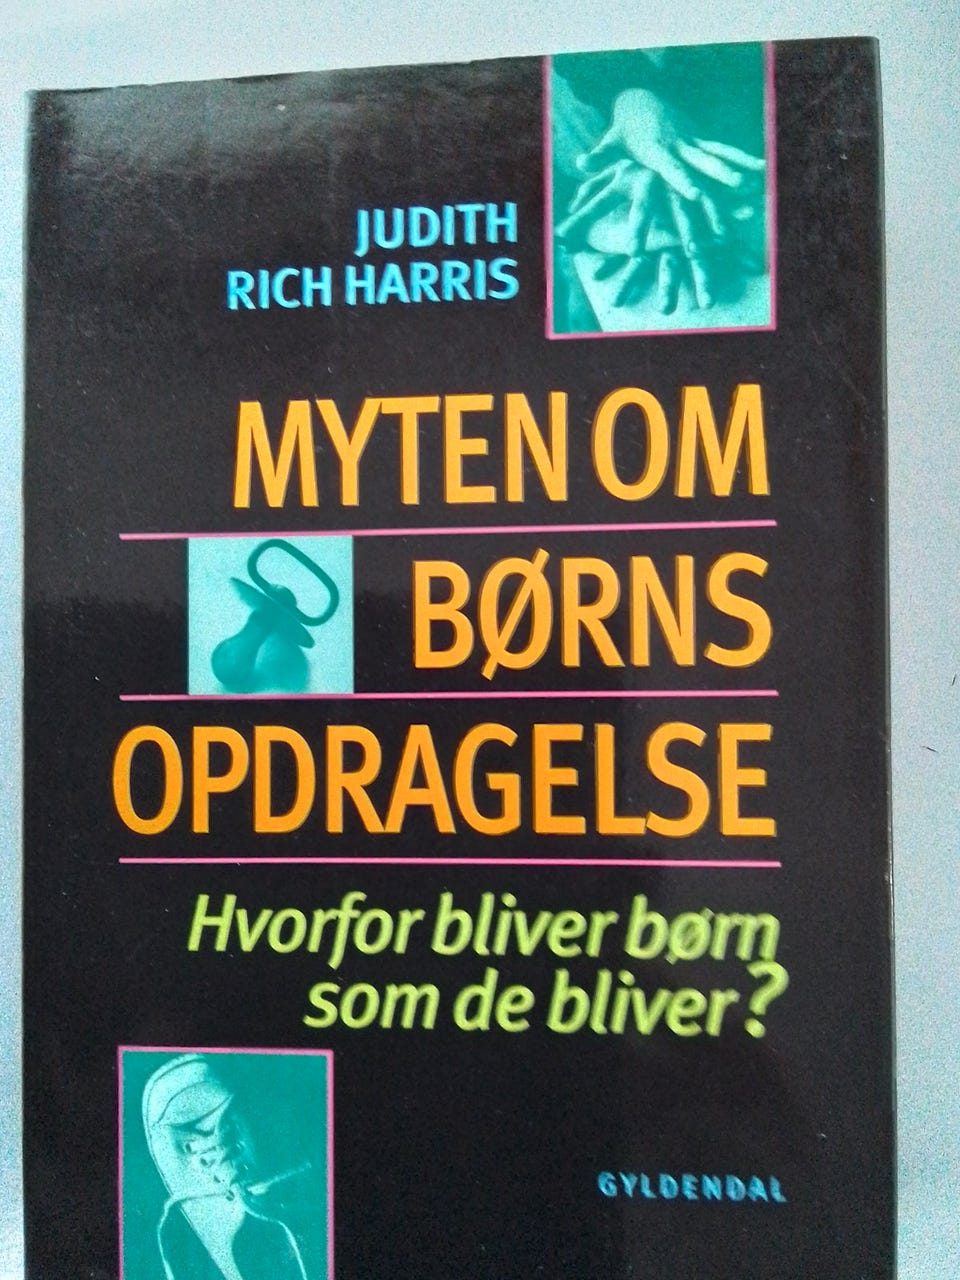 JUDITH
RICH HARRIS
MYTEN OM
BØRNS
OPDRAGELSE
Hvorfor bliver børn
som de bliver?
GYLDENDAL